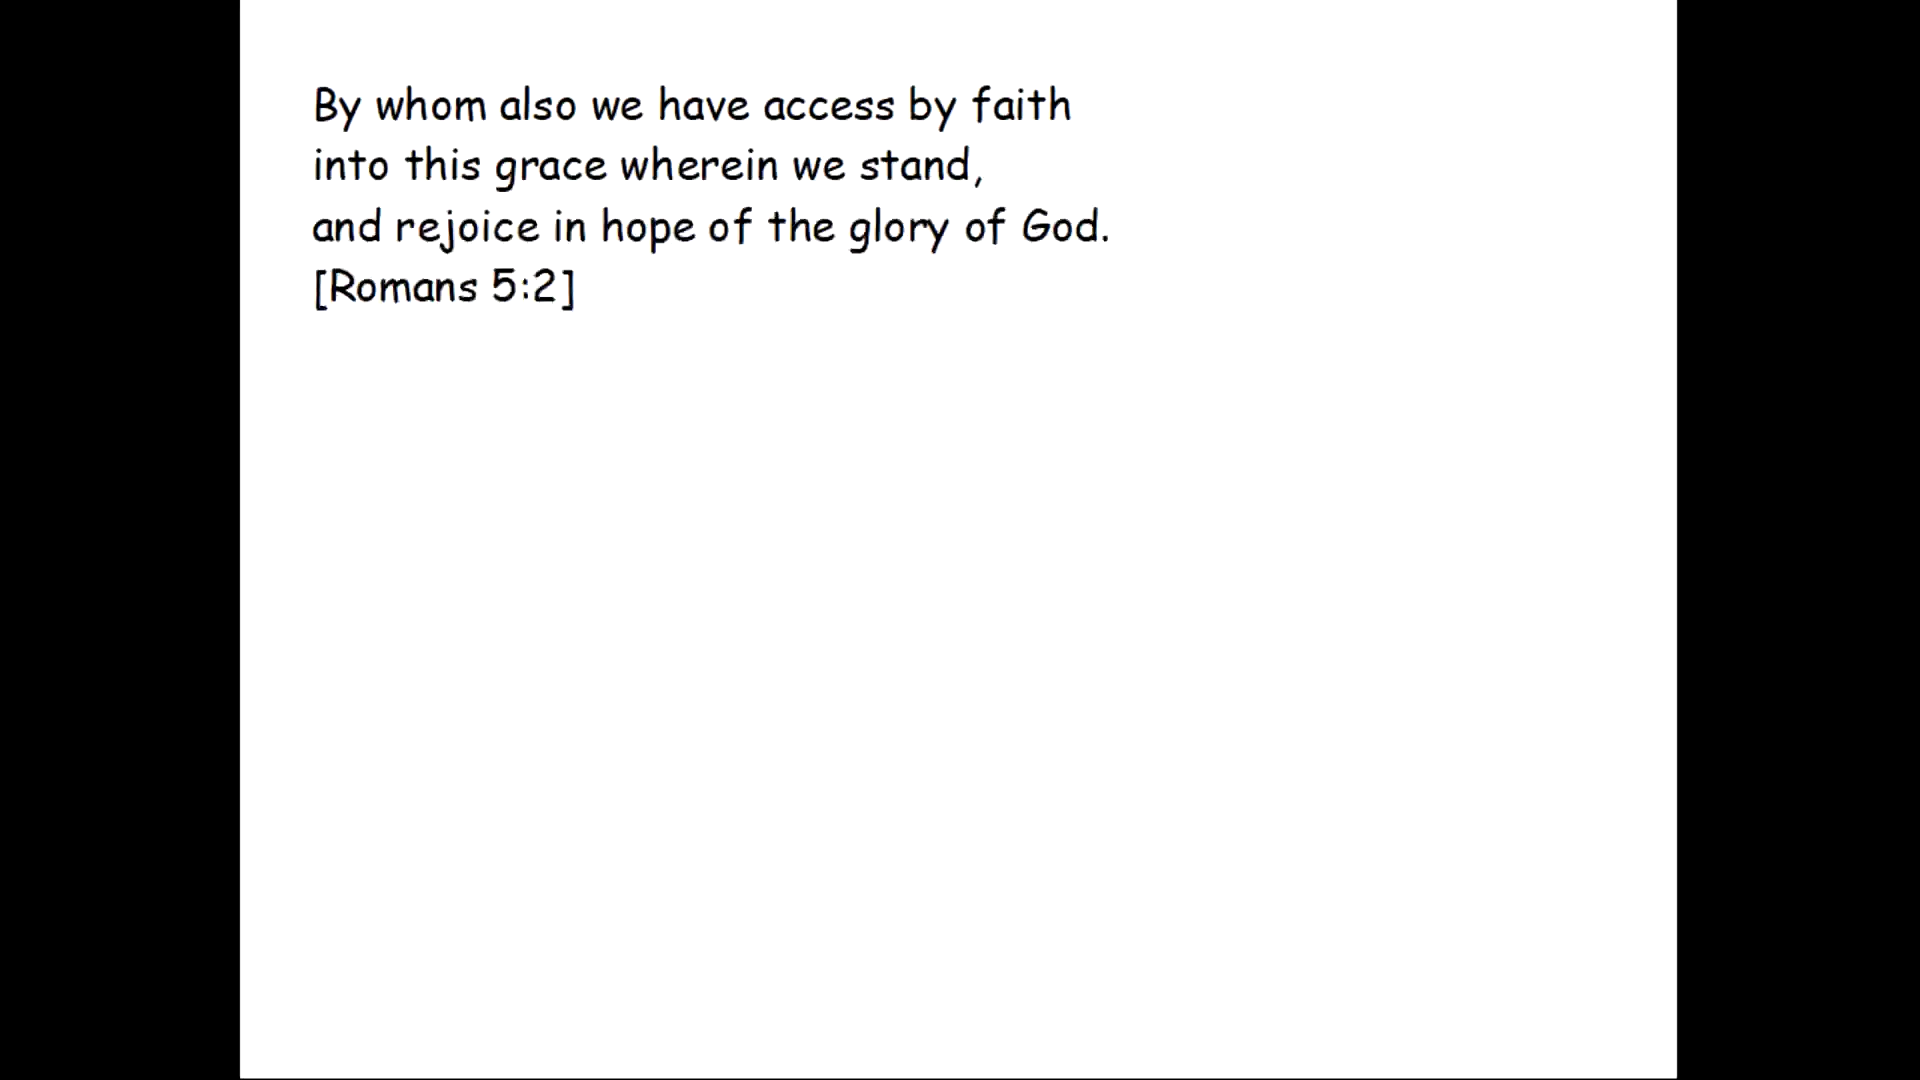 By whom also we have access by faith
into this grace wherein we stand,
and rejoice in hope of the glory of God.
[Romans 5:2]